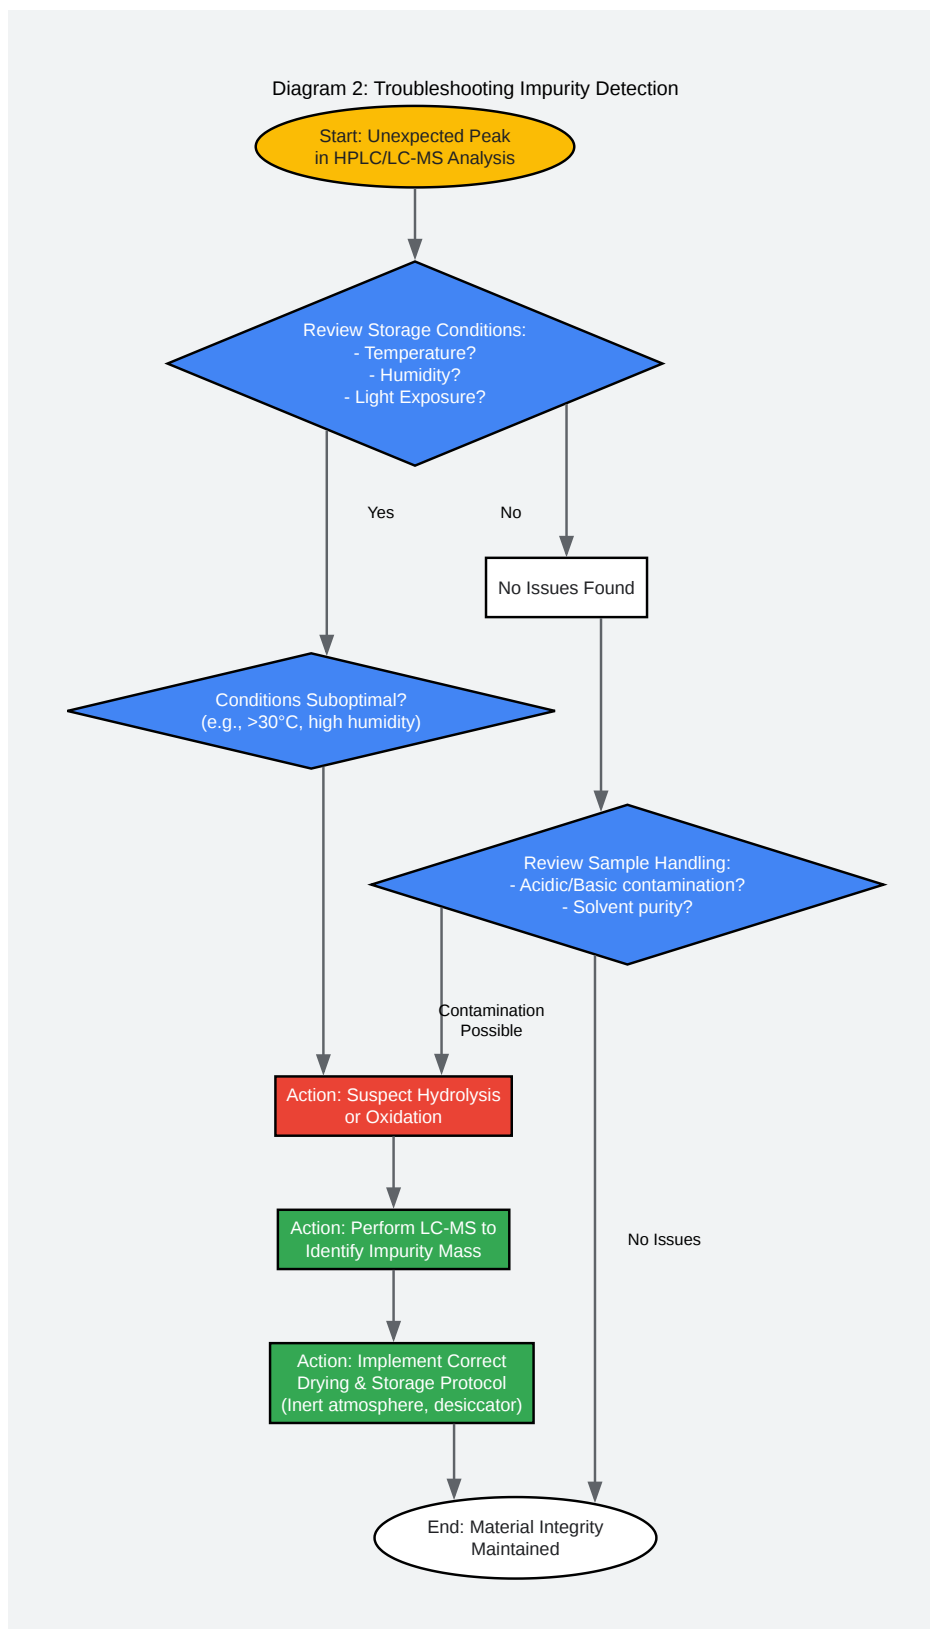 Diagram 2: Troubleshooting Impurity Detection
Start: Unexpected Peak
in HPLC/LC-MS Analysis
Review Storage Conditions:
- Temperature?
- Humidity?
- Light Exposure?
Yes
No
No Issues Found
Conditions Suboptimal?
(e.g., >30°C, high humidity)
Review Sample Handling:
- Acidic/Basic contamination?
- Solvent purity?
Contamination
Possible
Action: Suspect Hydrolysis
or Oxidation
Action: Perform LC-MS to
Identify Impurity Mass
No Issues
Action: Implement Correct
Drying & Storage Protocol
(Inert atmosphere, desiccator)
End: Material Integrity
Maintained